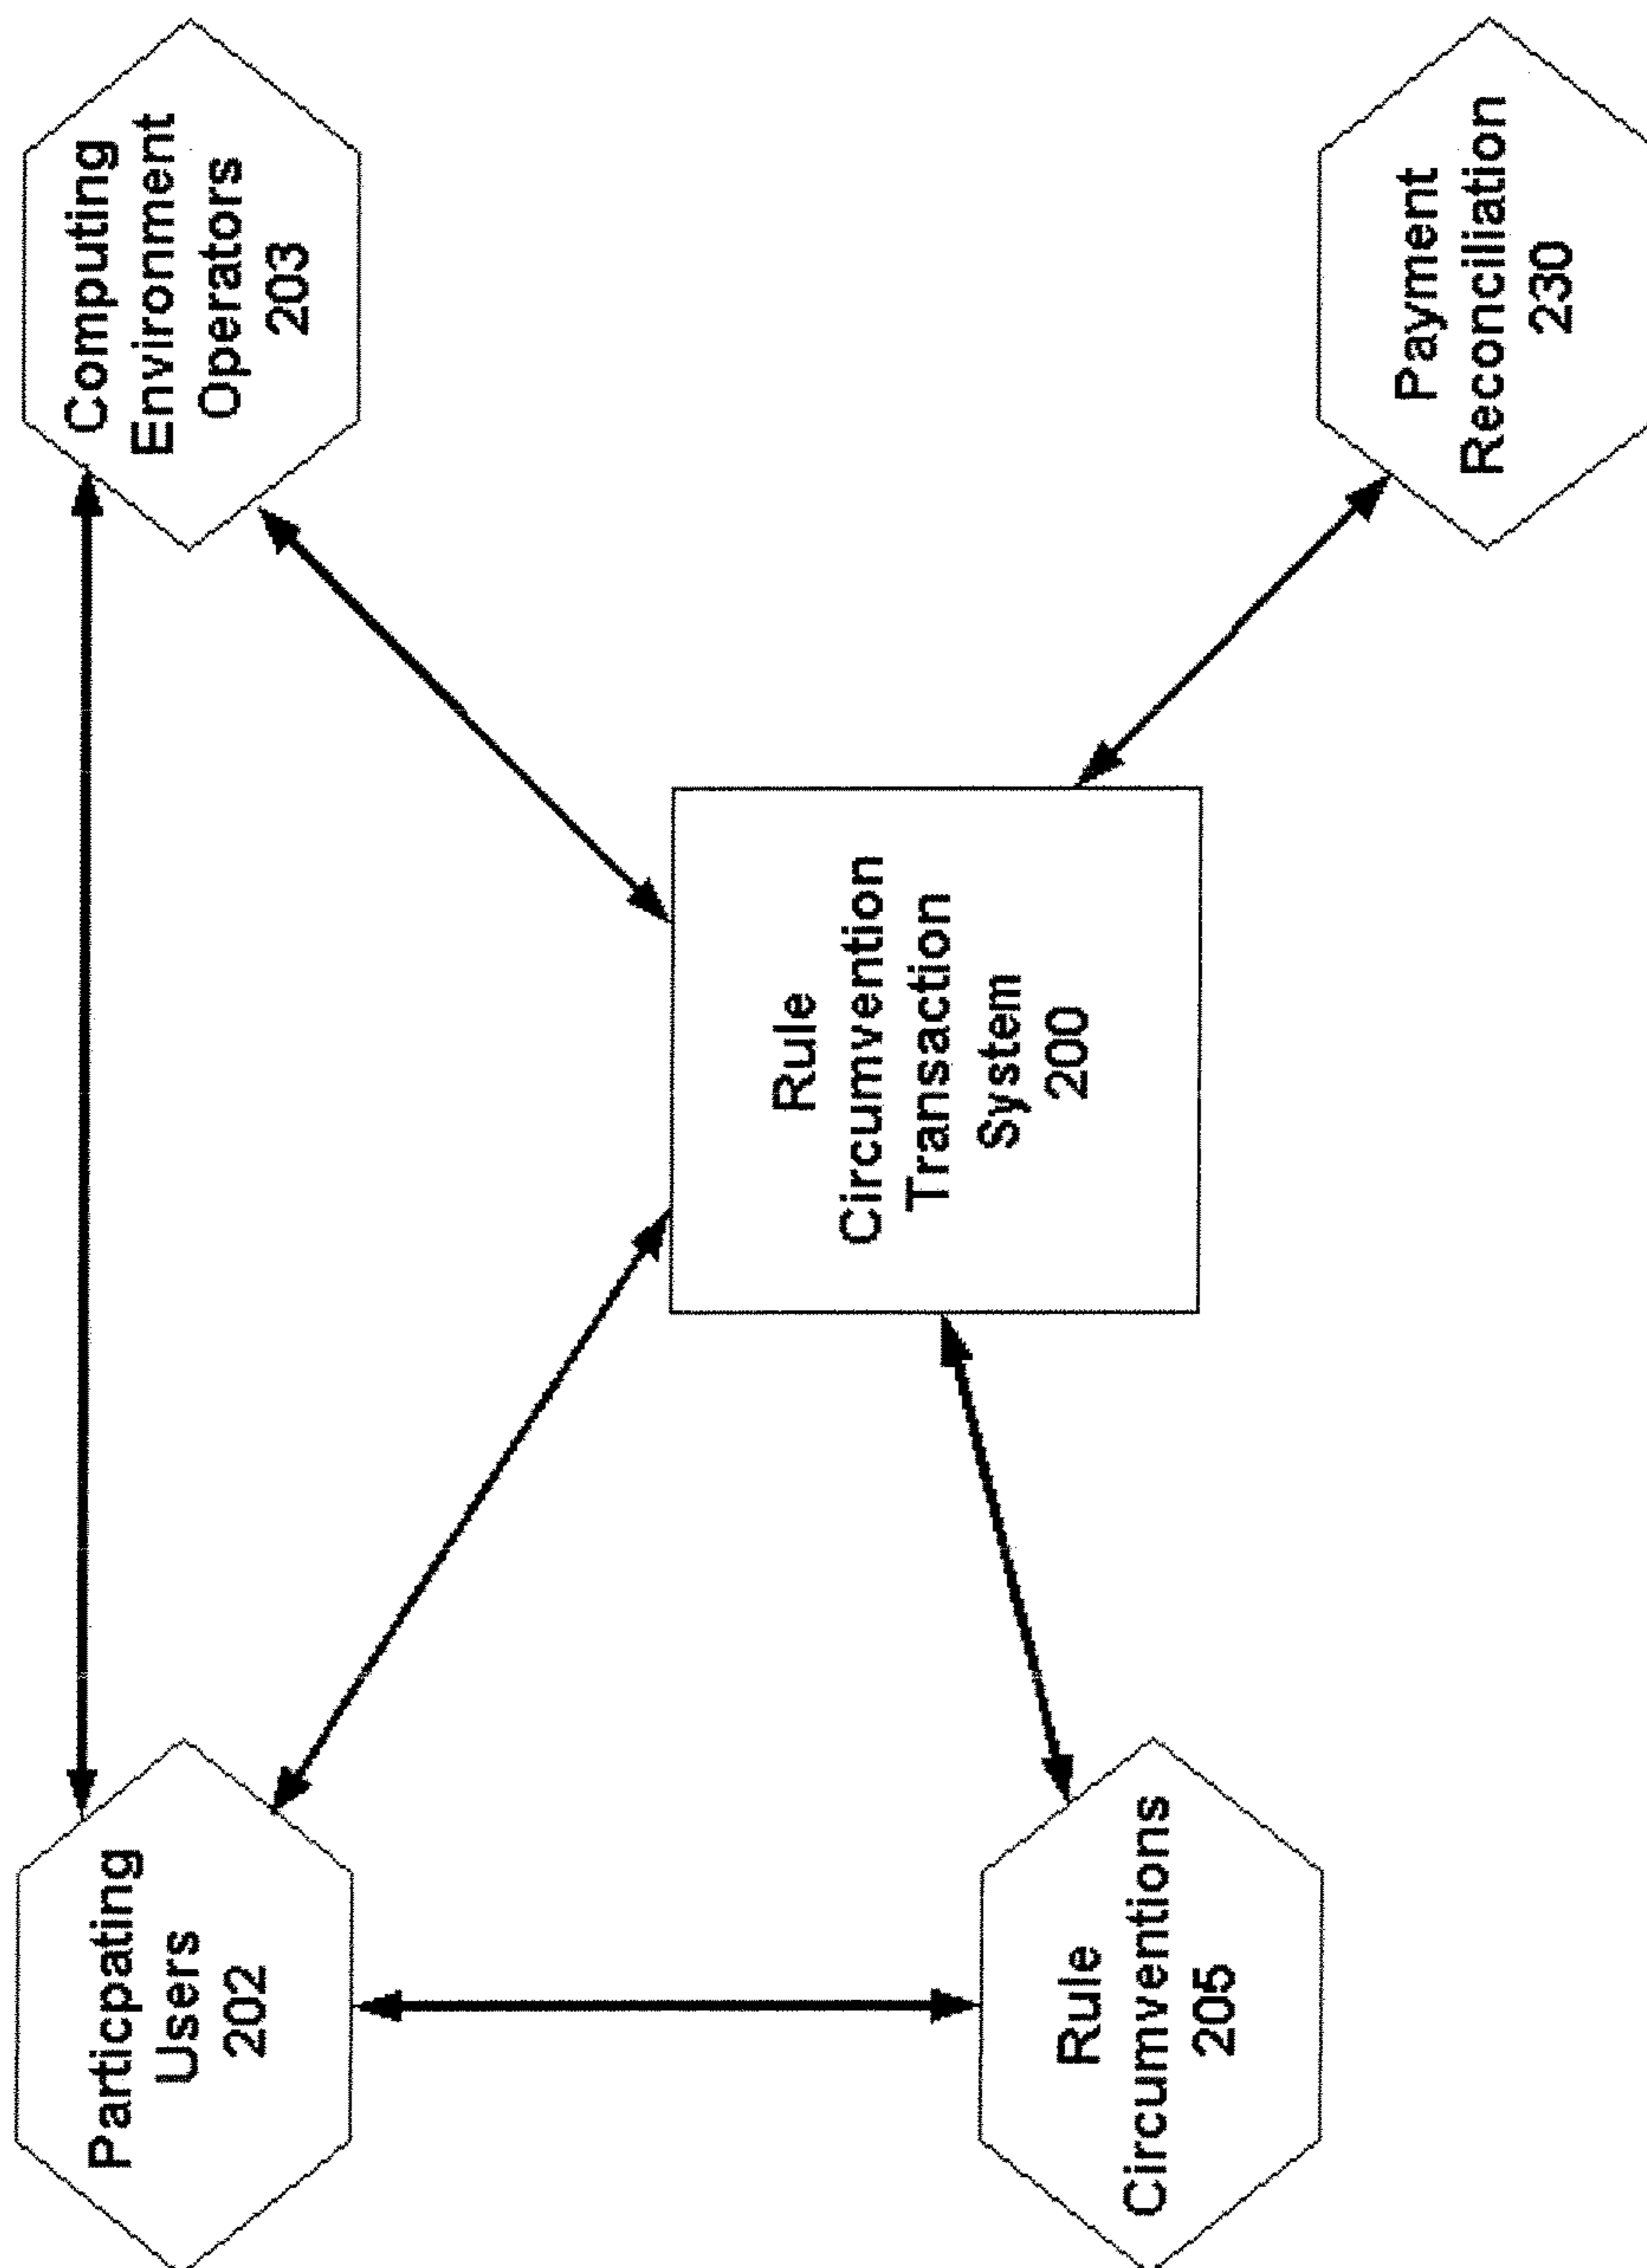 Particpating
Users
202
Computing
Environment
Operators
203
Rule
Circumvention
Transaction
System
200
Rule
Circumventions
205
Payment
Reconciliation
230